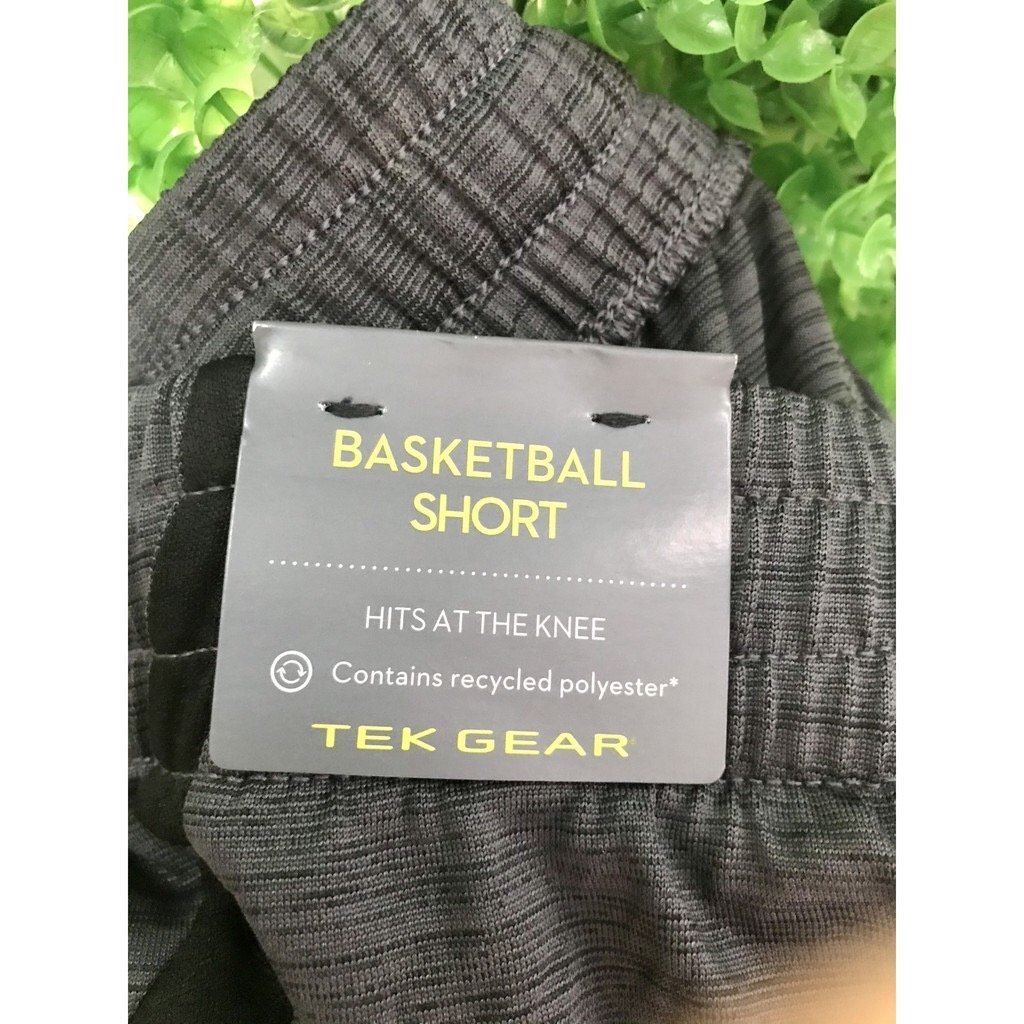 BASKETBALL
SHORT
HITS AT THE KNEE
Contains recycled polyester*
TEK GEAR